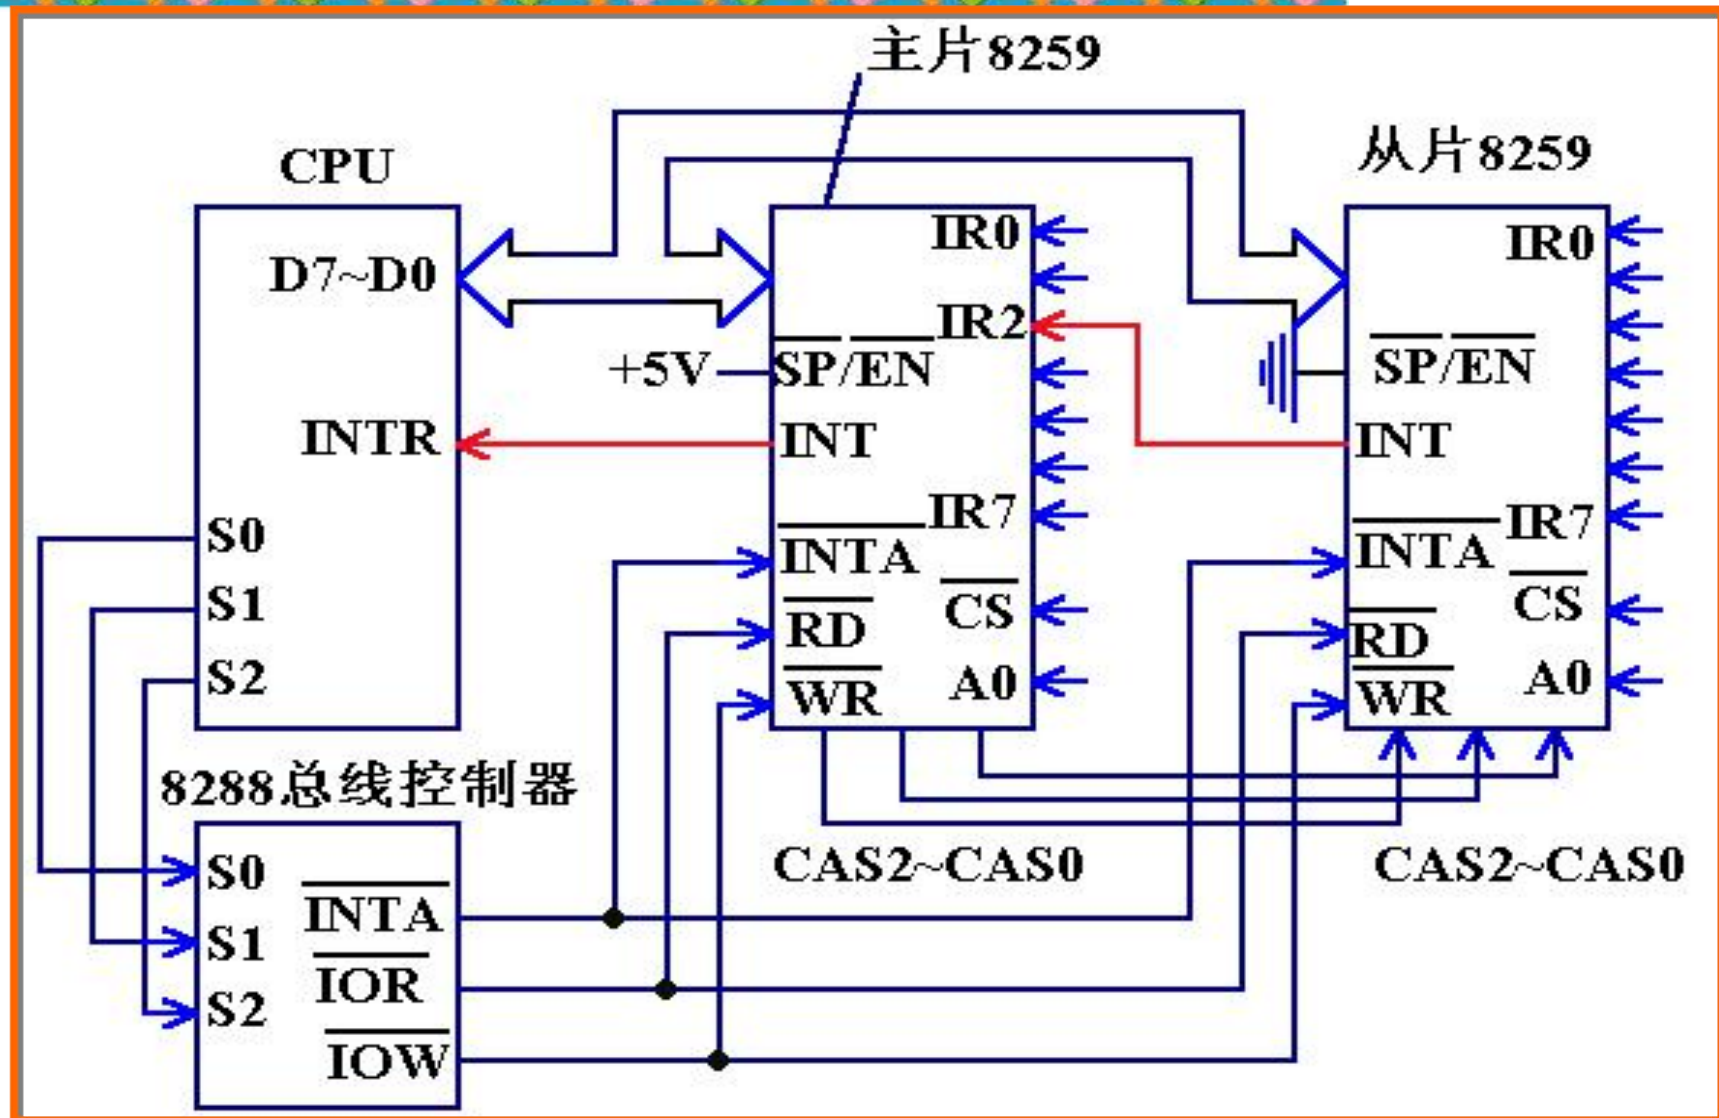 主片8259
从片8259
CPU
D7~D0
INTR
S0
S1
S2
+5V
SP/EN
INT
INTA
RD
WR
IR0
IR2
IR7
CS
A0
CAS2~CAS0
SP/EN
INT
INTA
RD
WR
IR0
IR7
CS
A0
CAS2~CAS0
8288总线控制器
S0
S1
S2
INTA
IOR
IOW